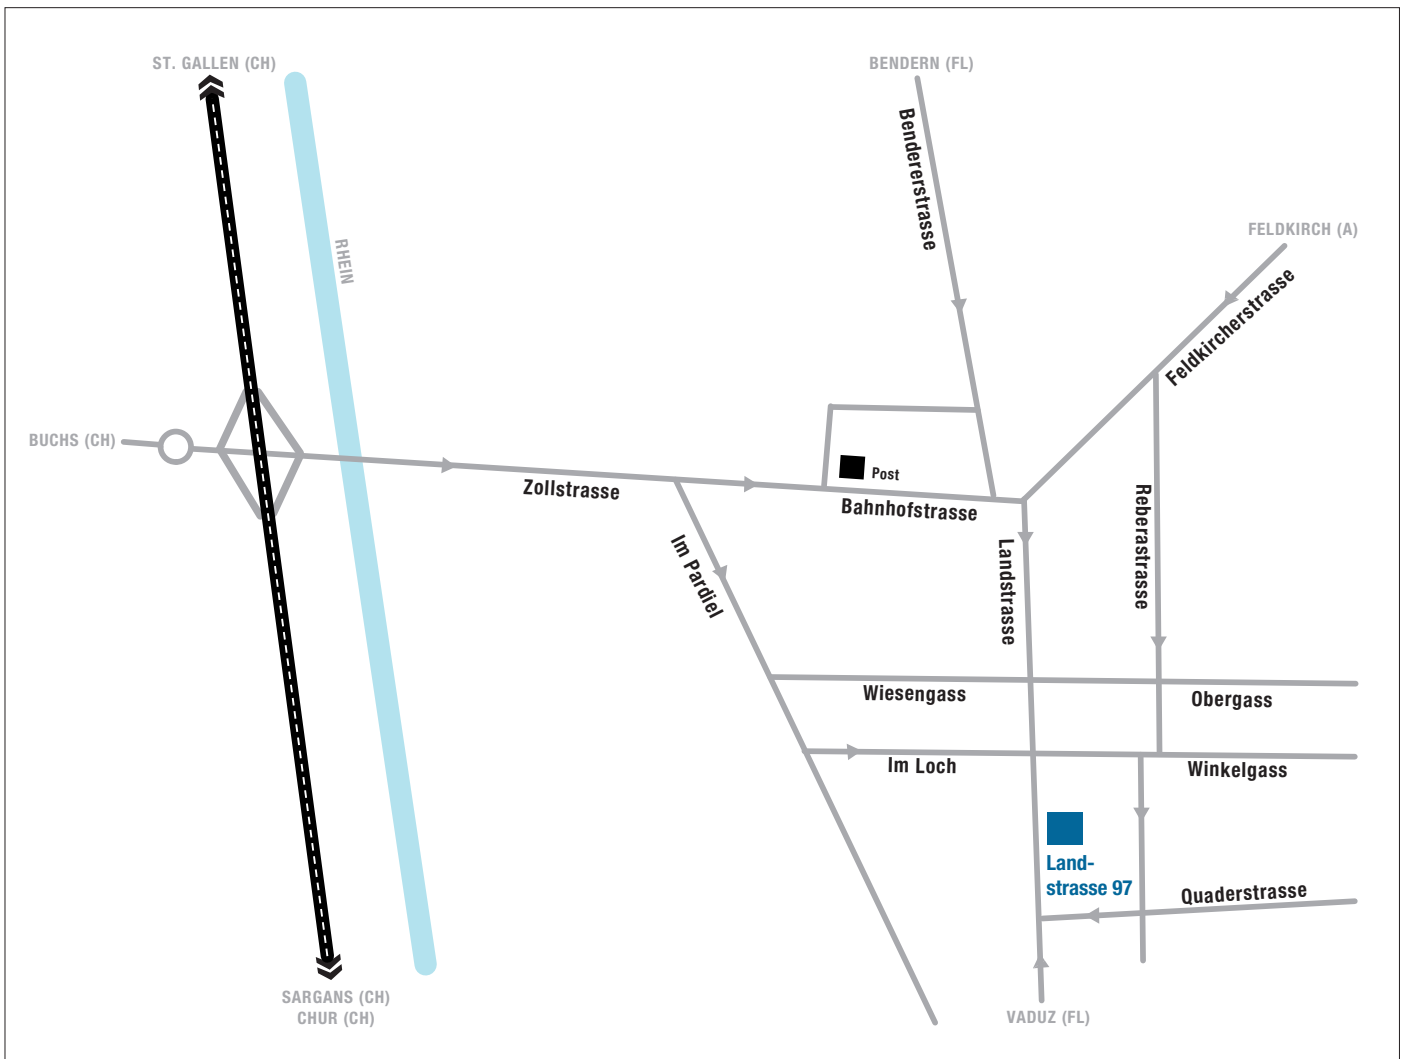 ST. GALLEN (CH)
BENDERN (FL)
Bendererstrasse
FELDKIRCH (A)
RHEIN
Feldkircherstrasse
BUCHS (CH)
Post
Zollstrasse
Bahnhofstrasse
Reberastrasse
Im Pardiel
Landstrasse
Wiesengass
Obergass
Im Loch
Winkelgass
Land-
strasse 97
Quaderstrasse
SARGANS (CH)
CHUR (CH)
VADUZ (FL)